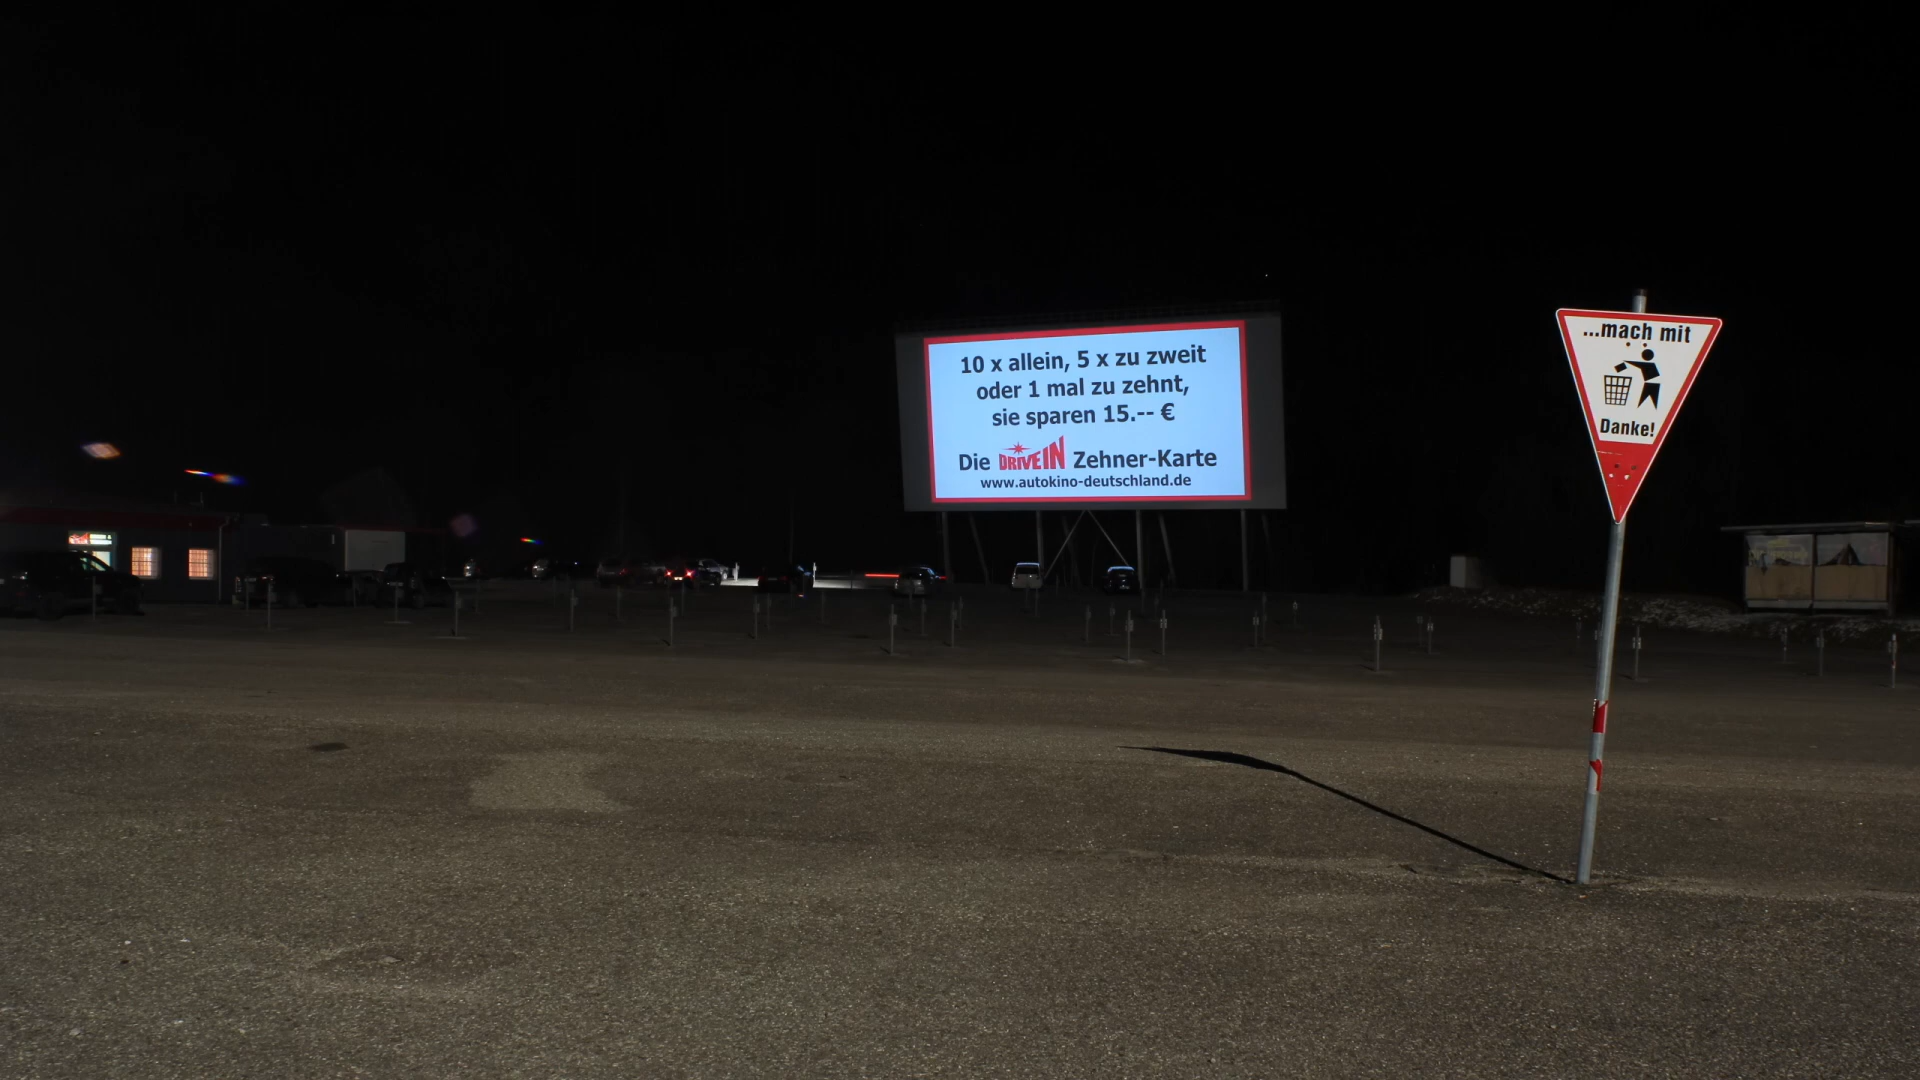 10 x allein, 5 x zu zweit
oder 1 mal zu zehnt,
sie sparen 15.-- €
Die DRIVE IN Zehner-Karte
www.autokino-deutschland.de
...mach mit
Danke!